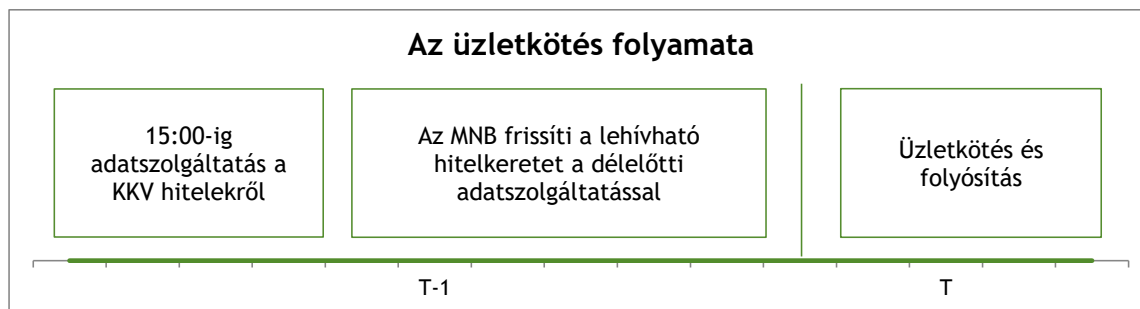 Az üzletkötés folyamata
15:00-ig
adatszolgáltatás a
KKV hitelekről
Az MNB frissíti a lehívható
hitelkeretet a délelőtti
adatszolgáltatással
Üzletkötés és
folyósítás
T-1
T